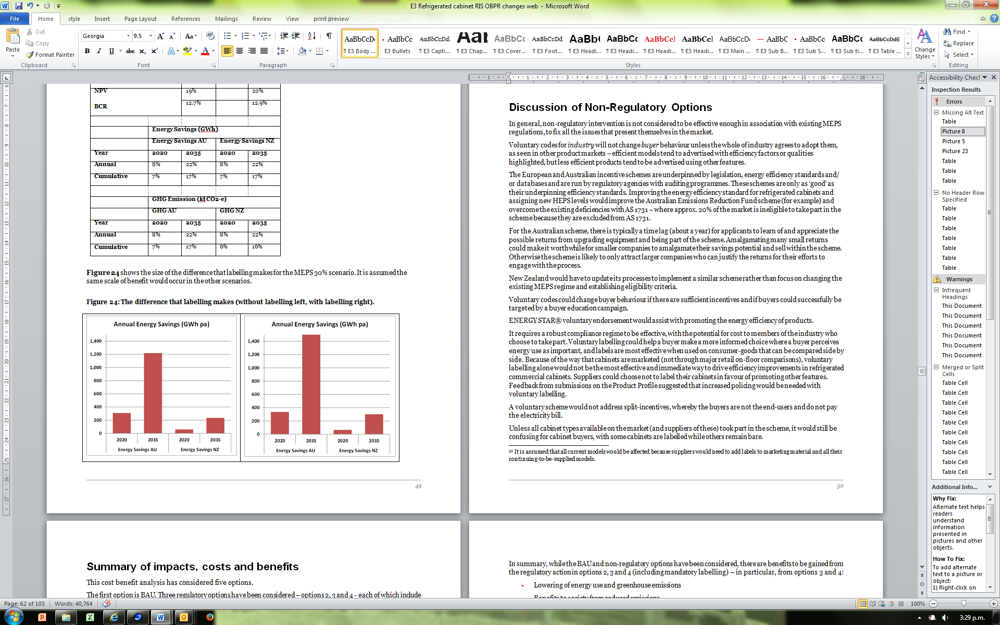 E3 Refrigerated cabinet RIS OBPR changes web - Microsoft Word
File Home style Insert Page Layout References Mailings Review View print preview
Paste
Cut
Copy
Format Painter
Clipboard
Georgia 9.5
Font
Paragraph
AaBbCcDc AaBbCc AaBbCcDd AaB AaBbCc AaBbCcDd AaBb( AaBbCc AaBbCcl AaBbCcl AaBbCcDc AaBbC AaBbCc AaBbCc AaBbCcDdE
E3 Body ... E3 Bullets E3 Capti... E3 Chap... E3 Cover... E3 Foot... E3 Headi... E3 Headi... E3 Headi... E3 Headi... E3 Main ... E3 Sub B... E3 Sub S... E3 Sub ti... E3 Table ...
Change Styles
Styles
Find
Replace
Select
Editing
NPV 19% 20%
BCR 12.7% 12.9%
Energy Savings (GWh)
Energy Savings AU Energy Savings NZ
Year 2020 2035 2020 2035
Annual 8% 22% 8% 22%
Cumulative 7% 17% 7% 17%
GHG Emission (kt CO2-e)
GHG AU GHG NZ
Year 2020 2035 2020 2035
Annual 8% 22% 8% 22%
Cumulative 7% 17% 6% 16%
Figure 24 shows the size of the difference that labelling makes for the MEPS 30% scenario. It is assumed the
same scale of benefit would occur in the other scenarios.
Figure 24: The difference that labelling makes (without labelling left, with labelling right).
Annual Energy Savings (GWh pa)
1,400
1,200
1,000
800
600
400
200
0
2020 2035 2020 2035
Energy Savings AU Energy Savings NZ
Annual Energy Savings (GWh pa)
1,400
1,200
1,000
800
600
400
200
0
2020 2035 2020 2035
Energy Savings AU Energy Savings NZ
49
Discussion of Non-Regulatory Options
In general, non-regulatory intervention is not considered to be effective enough in association with existing MEPS
regulations, to fix all the issues that present themselves in the market.
Voluntary codes for industry will not change buyer behaviour unless the whole of industry agrees to adopt them,
as seen in other product markets – efficient models tend to advertised with efficiency factors or qualities
highlighted, but less efficient products tend to be advertised using other features.
The European and Australian incentive schemes are underpinned by legislation, energy efficiency standards and/
or databases and are run by regulatory agencies with auditing programmes. These schemes are only as ‘good’ as
their underpinning efficiency standards. Improving the energy efficiency standard for refrigerated cabinets and
assigning new HEPS levels would improve the Australian Emissions Reduction Fund scheme (for example) and
overcome the existing deficiencies with AS 1731 – where approx. 20% of the market is ineligible to take part in the
scheme because they are excluded from AS 1731.
For the Australian scheme, there is typically a time lag (about a year) for applicants to learn of and appreciate the
possible returns from upgrading equipment and being part of the scheme. Amalgamating many small returns
could make it worthwhile for smaller companies to amalgamate their savings potential and sell within the scheme.
Otherwise the scheme is likely to only attract larger companies who can justify the returns for their efforts to
engage with the process.
New Zealand would have to update its processes to implement a similar scheme rather than focus on changing the
existing MEPS regime and establishing eligibility criteria.
Voluntary codes could change buyer behaviour if there are sufficient incentives and if buyers could successfully be
targeted by a buyer education campaign.
ENERGY STAR® voluntary endorsement would assist with promoting the energy efficiency of products.
It requires a robust compliance regime to be effective, with the potential for cost to members of the industry who
choose to take part. Voluntary labelling could help a buyer make a more informed choice where a buyer perceives
energy use as important, and labels are most effective when used on consumer-goods that can be compared side by
side. Because of the way that cabinets are marketed (not through major retail on-floor comparisons), voluntary
labelling alone would not be the most effective and immediate way to drive efficiency improvements in refrigerated
commercial cabinets. Suppliers could choose not to label their cabinets in favour of promoting other features.
Feedback from submissions on the Product Profile suggested that increased policing would be needed with
voluntary labelling.
A voluntary scheme would not address split-incentives, whereby the buyers are not the end-users and do not pay
the electricity bill.
Unless all cabinet types available on the market (and suppliers of these) took part in the scheme, it would still be
confusing for cabinet buyers, with some cabinets are labelled while others remain bare.
32 It is assumed that all current models would be affected because suppliers would need to add labels to marketing material and all their
continuing-to-be-supplied models.
50
Summary of impacts, costs and benefits
This cost benefit analysis has considered five options.
The first option is BAU. Three regulatory options have been considered – options 2, 3 and 4 - each of which include
In summary, while the BAU and non-regulatory options have been considered, there are benefits to be gained from
the regulatory action in options 2, 3 and 4 (including mandatory labelling) – in particular, from options 3 and 4:
• Lowering of energy use and greenhouse emissions
Benefits to society from reduced emissions
Accessibility Checl
Inspection Results
Errors
Missing Alt Text
Table
Picture 8
Picture 5
Picture 23
Table
Table
Table
No Header Row
Specified
Table
Table
Table
Table
Table
Table
Table
Warnings
Infrequent
Headings
This Document
This Document
This Document
This Document
This Document
This Document
Merged or Split
Cells
Table Cell
Table Cell
Table Cell
Table Cell
Table Cell
Table Cell
Table Cell
Table Cell
Table Cell
Table Cell
Additional Info...
Why Fix:
Alternate text helps
readers
understand
information
presented in
pictures and other
objects.
How To Fix:
To add alternate
text to a picture or
object:
1) Right-click on
Page: 62 of 103 Words: 40,764 100%
3:29 p.m.